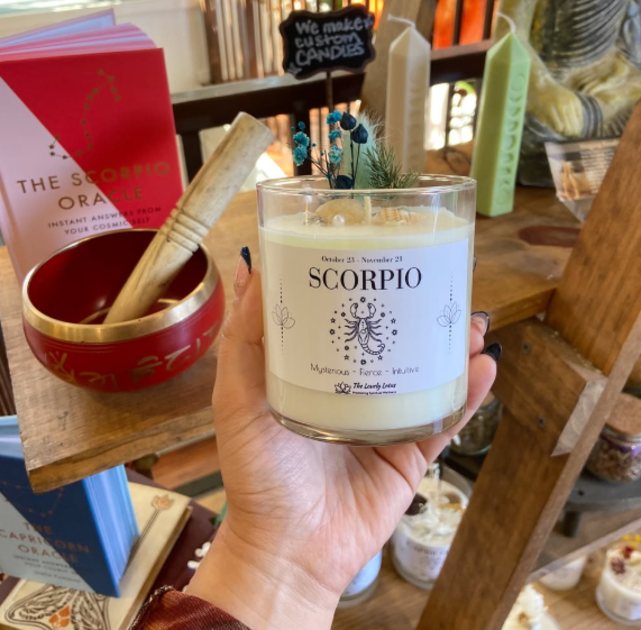 We make
custom
CANDLES
THE SCORPIO
ORACLE
INSTANT ANSWERS FROM
YOUR COSMIC SELF
October 23 - November 21
SCORPIO
Mysterious - Fierce - Intuitive
The Lovely Lotus
THE
CAPRICORN
ORACLE